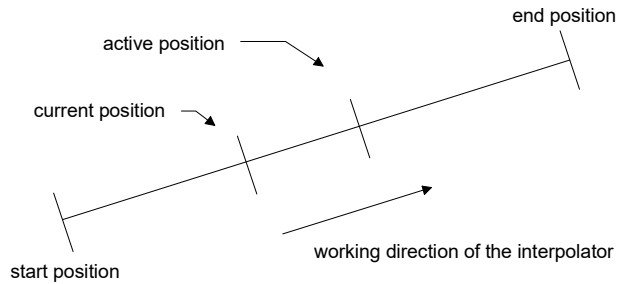 end position
active position
current position
working direction of the interpolator
start position